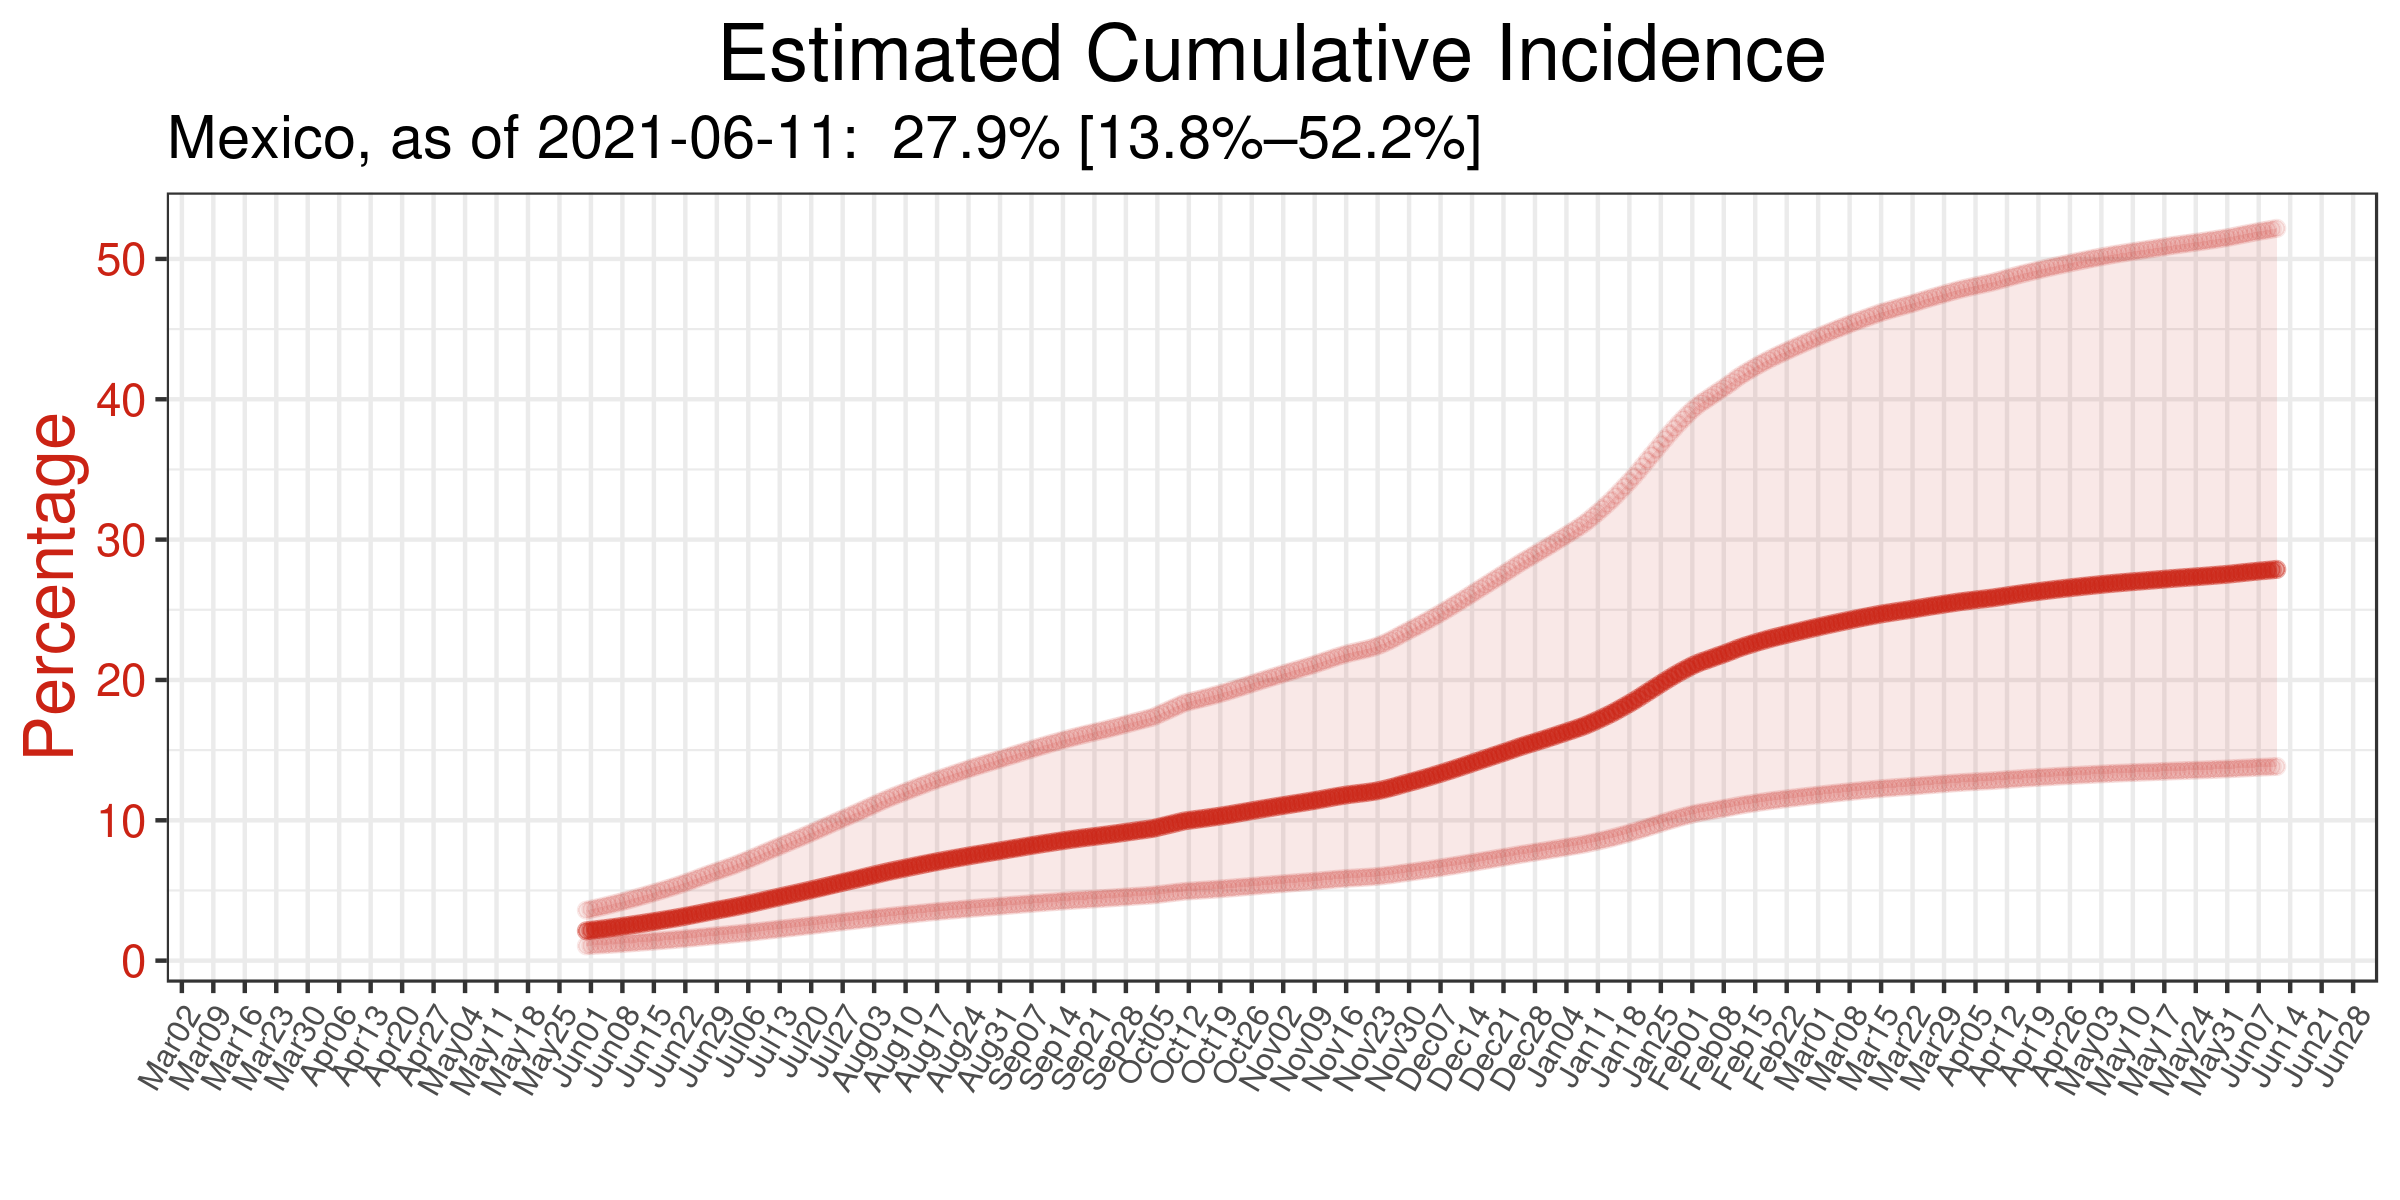 Estimated Cumulative Incidence
Mexico, as of 2021-06-11: 27.9% [13.8%–52.2%]
Percentage
50
40
30
20
10
0
Mar02
Mar09
Mar16
Mar23
Mar30
Apr06
Apr13
Apr20
Apr27
May04
May11
May18
May25
Jun01
Jun08
Jun15
Jun22
Jun29
Jul06
Jul13
Jul20
Jul27
Aug03
Aug10
Aug17
Aug24
Aug31
Sep07
Sep14
Sep21
Sep28
Oct05
Oct12
Oct19
Oct26
Nov02
Nov09
Nov16
Nov23
Nov30
Dec07
Dec14
Dec21
Dec28
Jan04
Jan11
Jan18
Jan25
Feb01
Feb08
Feb15
Feb22
Mar01
Mar08
Mar15
Mar22
Mar29
Apr05
Apr12
Apr19
Apr26
May03
May10
May17
May24
May31
Jun07
Jun14
Jun21
Jun28